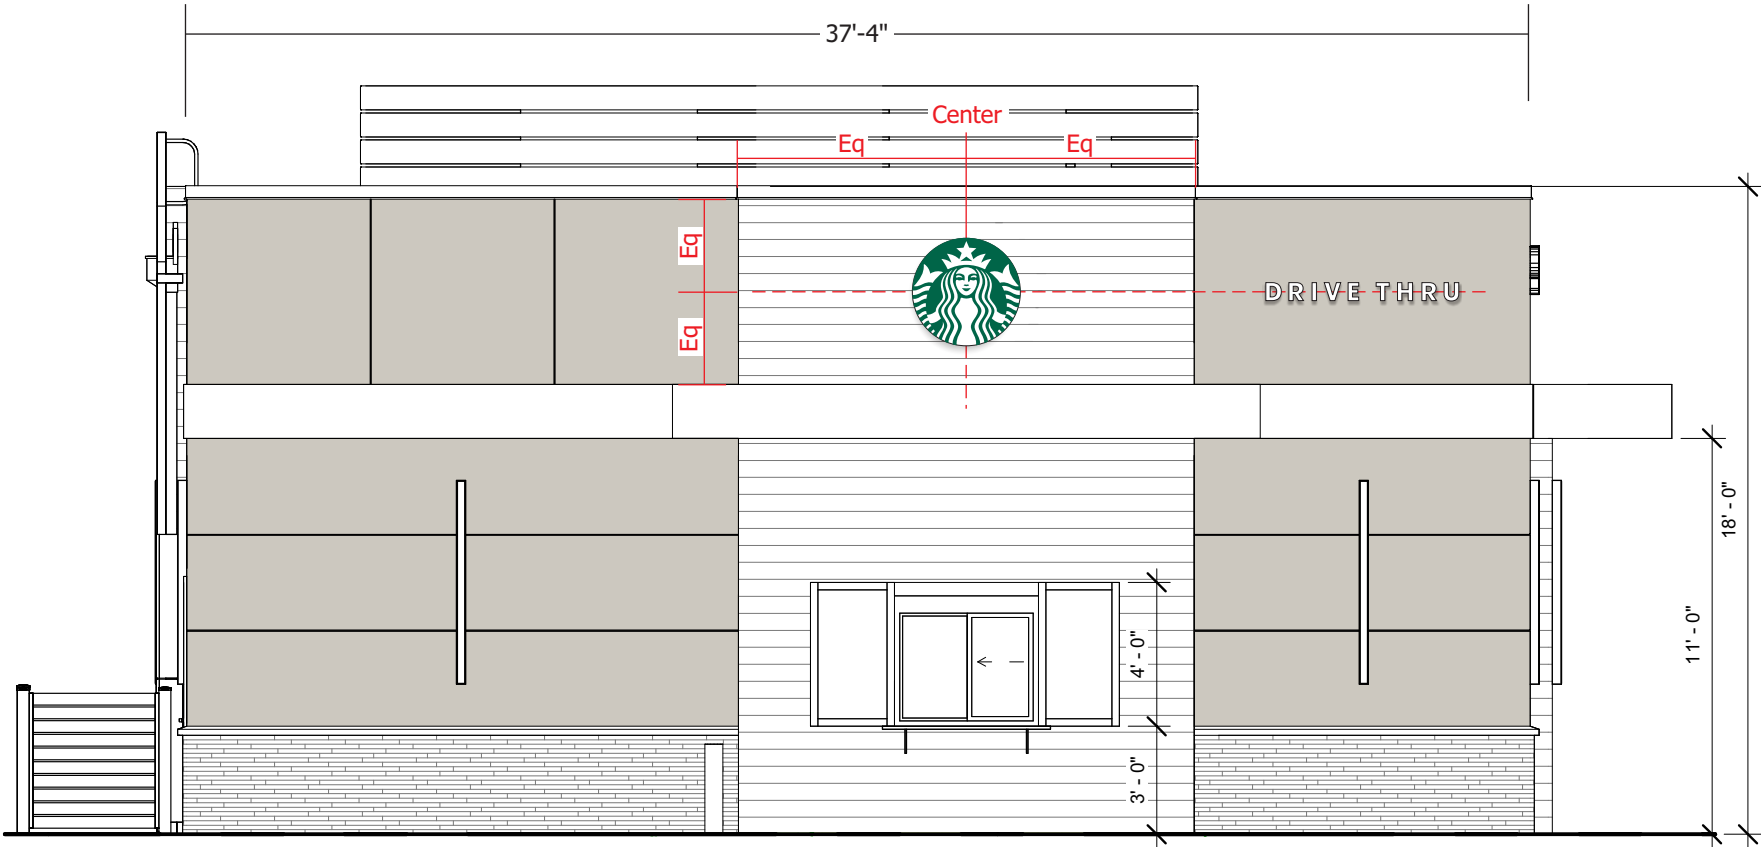 37'-4"
Center
Eq
Eq
Eq
DRIVE THRU
Eq
18' - 0"
11' - 0"
4' - 0"
3' - 0"